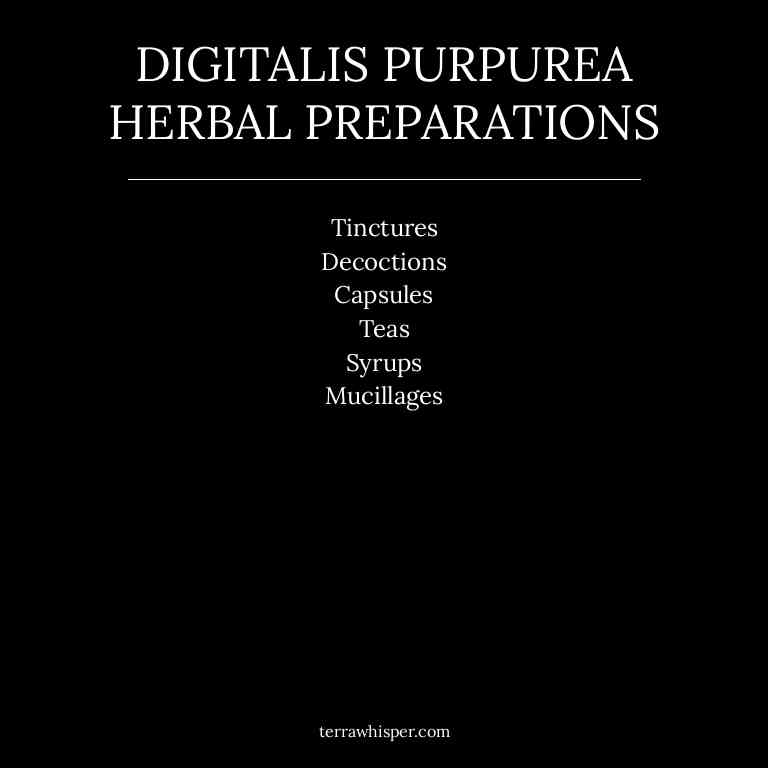 DIGITALIS PURPUREA
HERBAL PREPARATIONS
Tinctures
Decoctions
Capsules
Teas
Syrups
Mucillages
terrawhisper.com